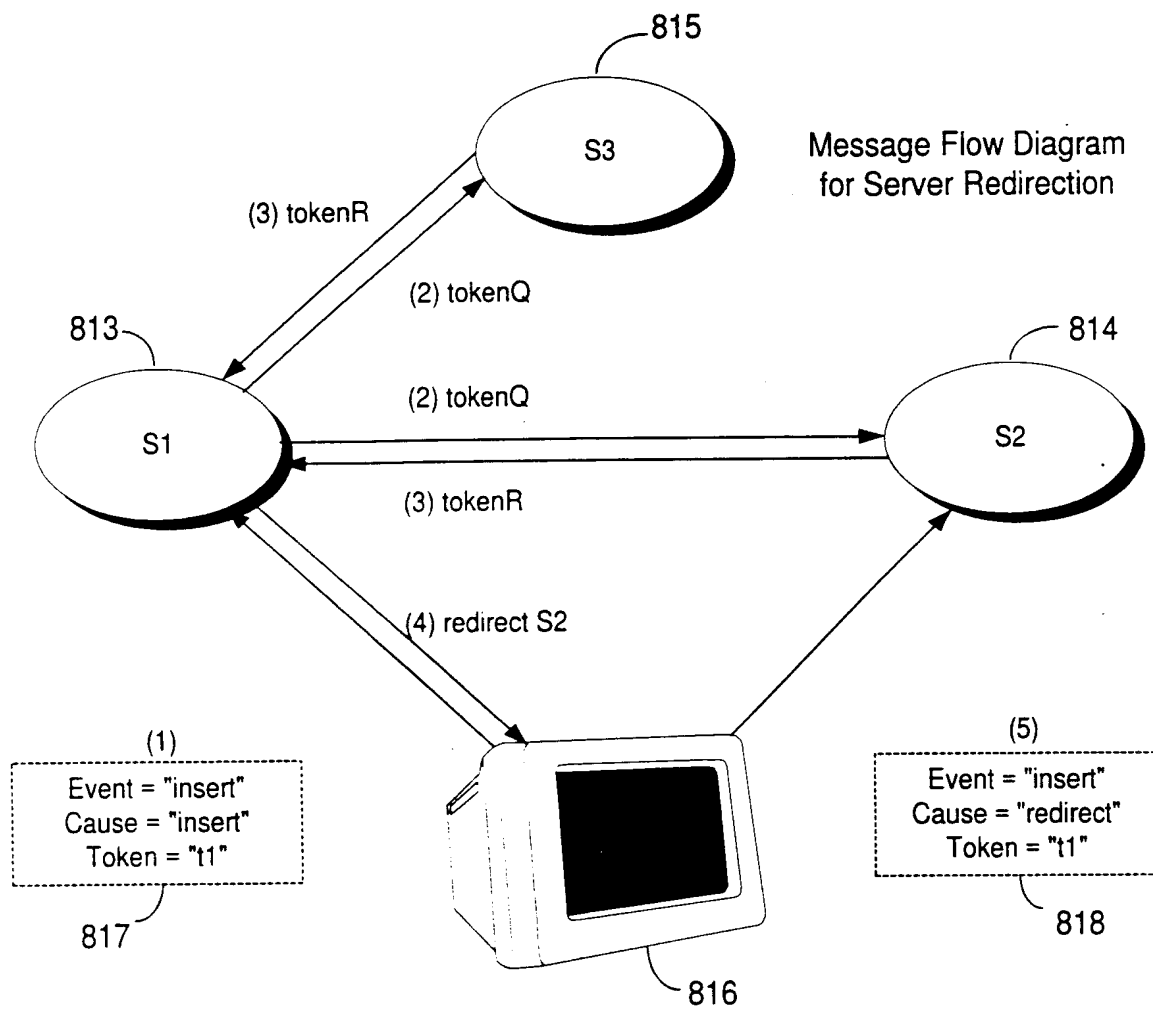 815
S3
Message Flow Diagram
for Server Redirection
(3) tokenR
(2) tokenQ
813
814
(2) tokenQ
S1
S2
(3) tokenR
(4) redirect S2
(1)
Event = "insert"
Cause = "insert"
Token = "t1"
817
(5)
Event = "insert"
Cause = "redirect"
Token = "t1"
818
816